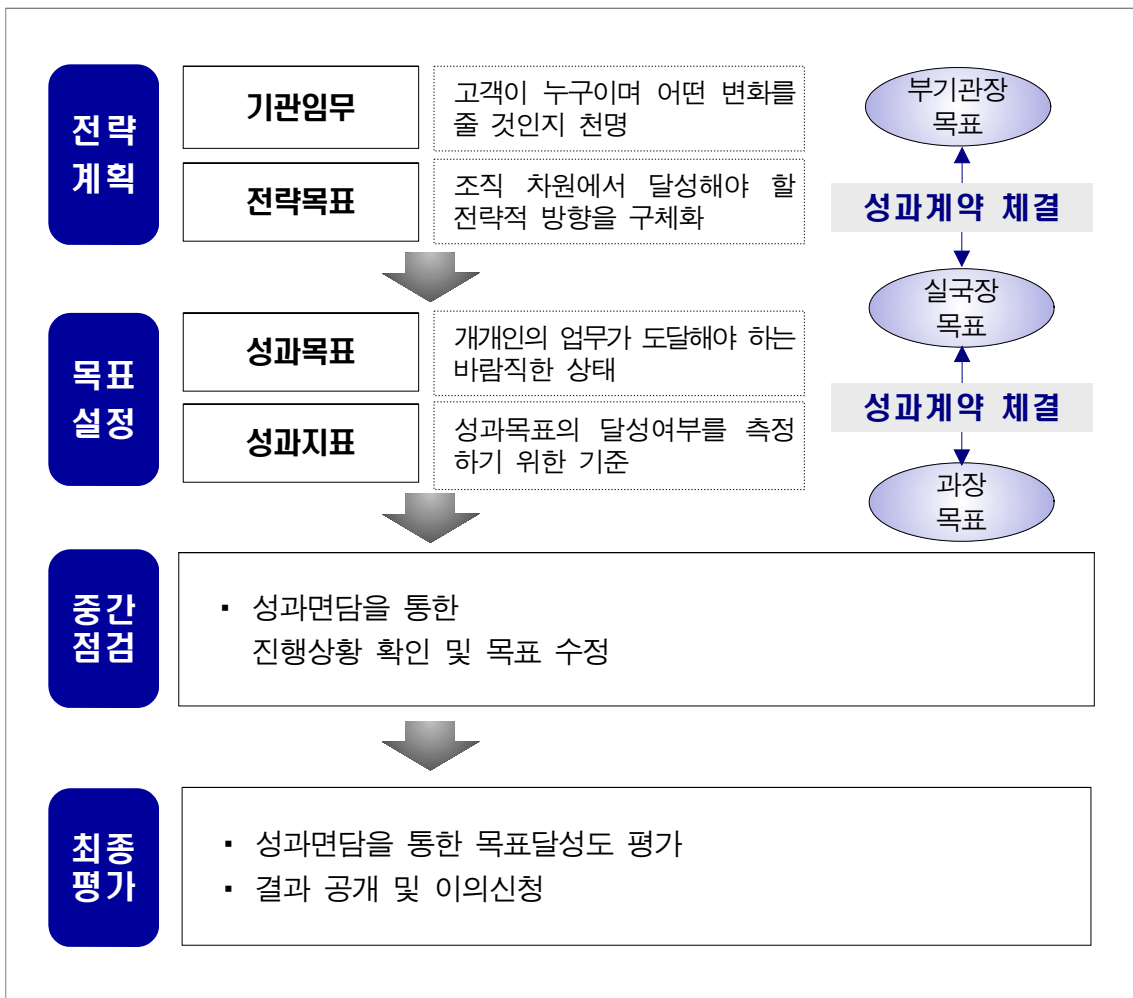 전략
계획
기관임무
고객이 누구이며 어떤 변화를
줄 것인지 천명
전략목표
조직 차원에서 달성해야 할
전략적 방향을 구체화
부기관장
목표
성과계약 체결
실국장
목표
성과계약 체결
과장
목표
목표
설정
성과목표
개개인의 업무가 도달해야 하는
바람직한 상태
성과지표
성과목표의 달성여부를 측정
하기 위한 기준
중간
점검
▪ 성과면담을 통한
진행상황 확인 및 목표 수정
최종
평가
▪ 성과면담을 통한 목표달성도 평가
▪ 결과 공개 및 이의신청